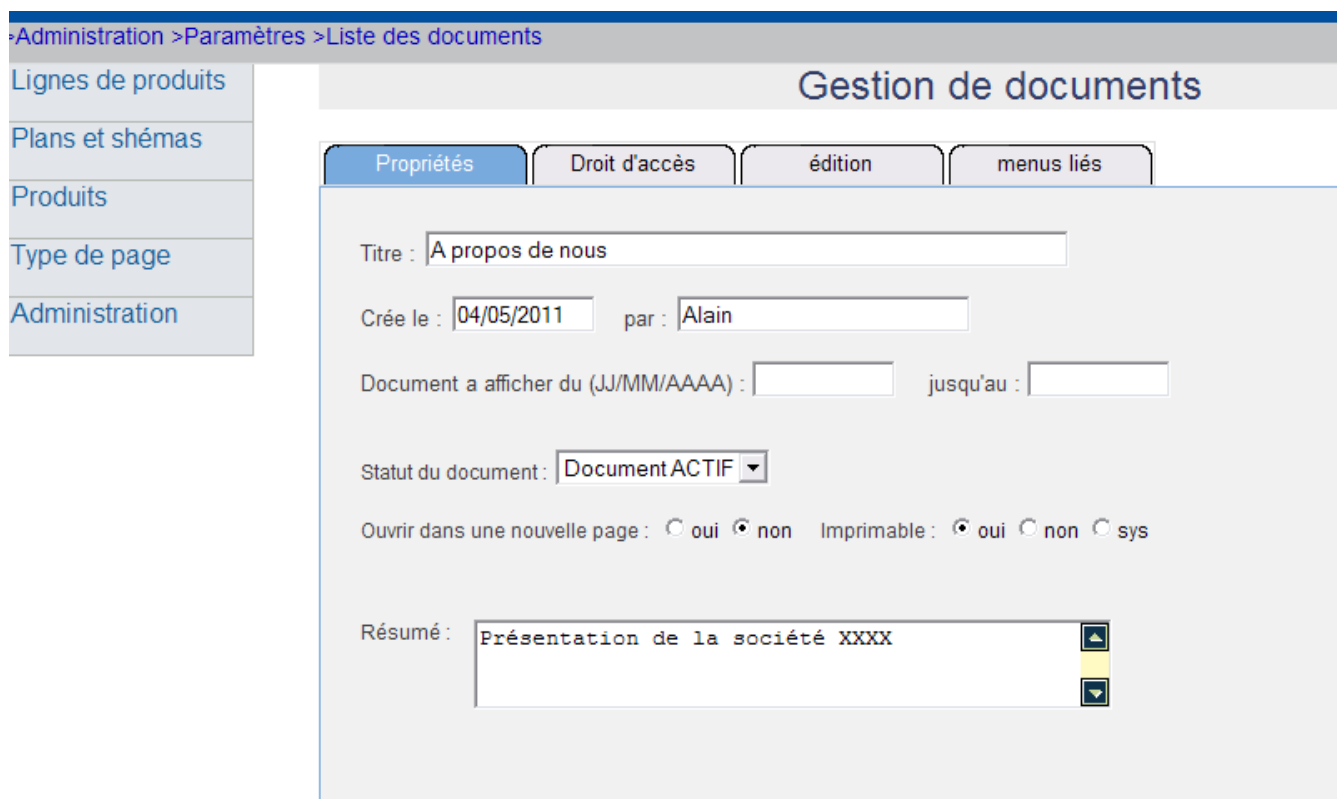 >Administration >Paramètres >Liste des documents
Lignes de produits
Plans et shémas
Produits
Type de page
Administration
Gestion de documents
Propriétés Droit d'accès édition menus liés
Titre : A propos de nous
Crée le : 04/05/2011 par : Alain
Document a afficher du (JJ/MM/AAAA) : jusqu'au :
Statut du document : Document ACTIF
Ouvrir dans une nouvelle page : oui non Imprimable : oui non sys
Résumé : Présentation de la société XXXX